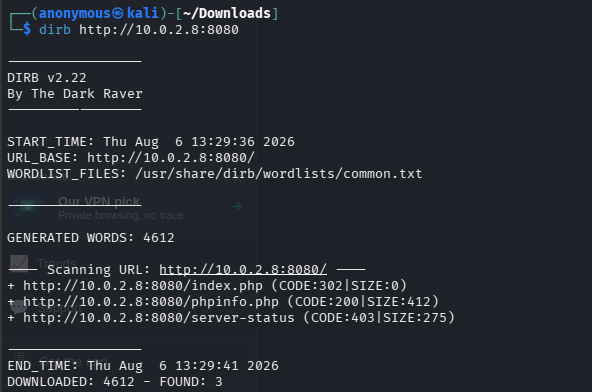 ┌──(anonymous㉿kali)-[~/Downloads]
└─$ dirb http://10.0.2.8:8080
-----------------
DIRB v2.22
By The Dark Raver
-----------------
START_TIME: Thu Aug  6 13:29:36 2026
URL_BASE: http://10.0.2.8:8080/
WORDLIST_FILES: /usr/share/dirb/wordlists/common.txt
Our VPN pick
-----------------
Private browsing, no trace
GENERATED WORDS: 4612
Trends
---- Scanning URL: http://10.0.2.8:8080/ ----
+ http://10.0.2.8:8080/index.php (CODE:302|SIZE:0)
+ http://10.0.2.8:8080/phpinfo.php (CODE:200|SIZE:412)
+ http://10.0.2.8:8080/server-status (CODE:403|SIZE:275)
-----------------
END_TIME: Thu Aug  6 13:29:41 2026
DOWNLOADED: 4612 - FOUND: 3